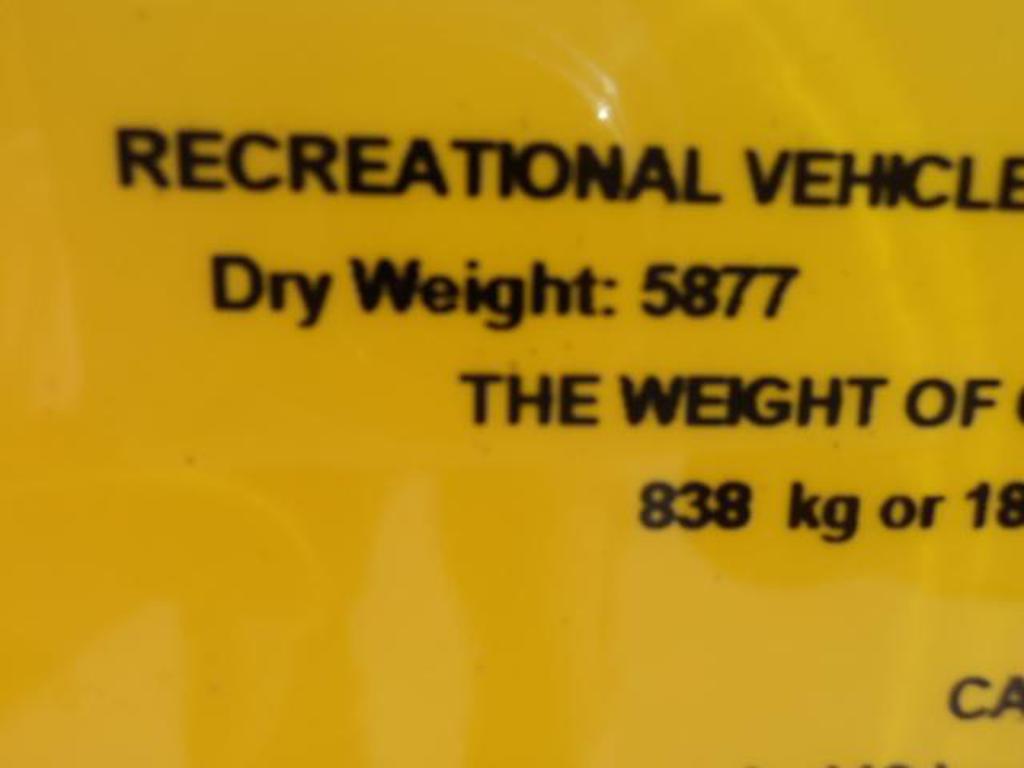 RECREATIONAL VEHICLE
Dry Weight: 5877
THE WEIGHT OF
838 kg or 18
CA